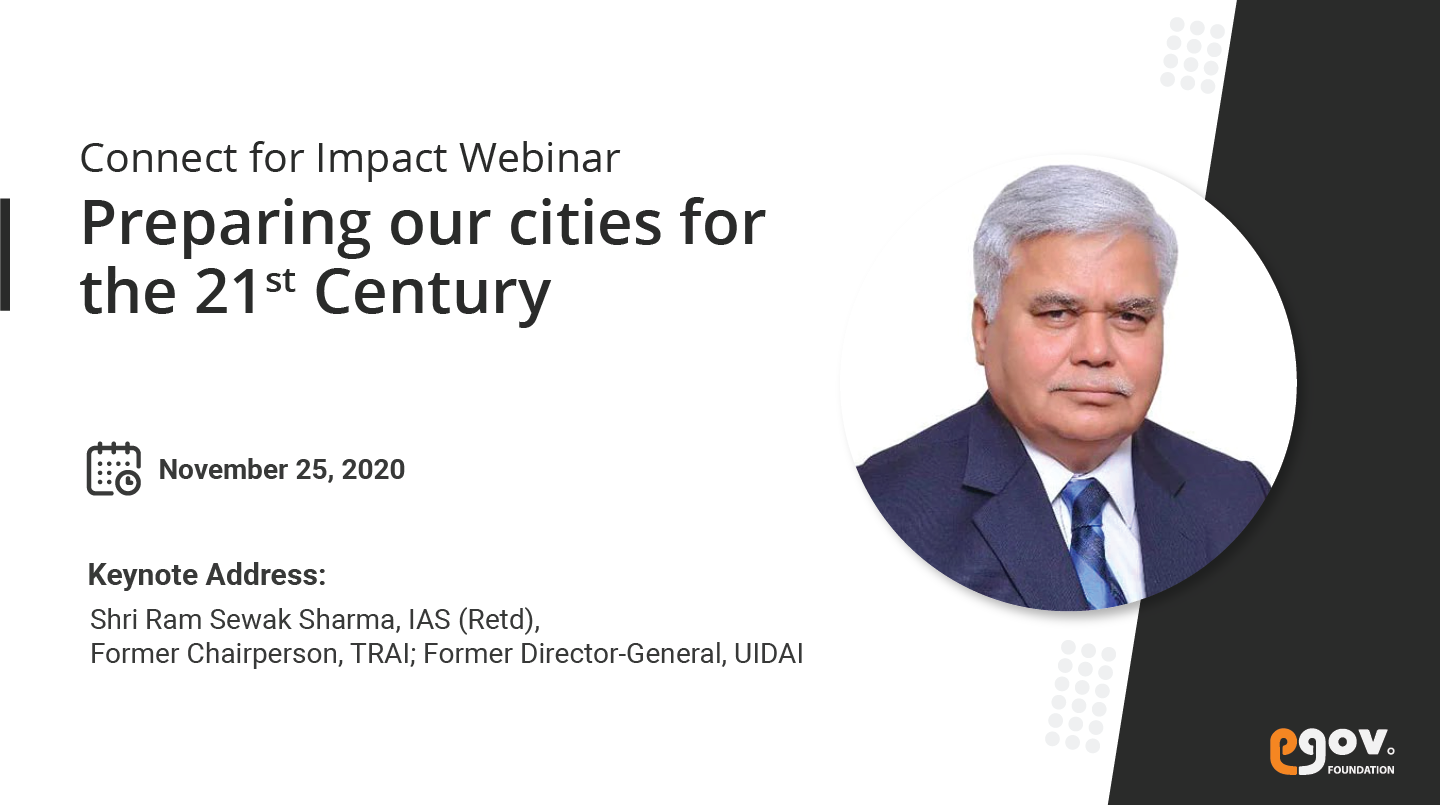 Connect for Impact Webinar
Preparing our cities for
the 21st Century
November 25, 2020
Keynote Address:
Shri Ram Sewak Sharma, IAS (Retd),
Former Chairperson, TRAI; Former Director-General, UIDAI
egov.
FOUNDATION